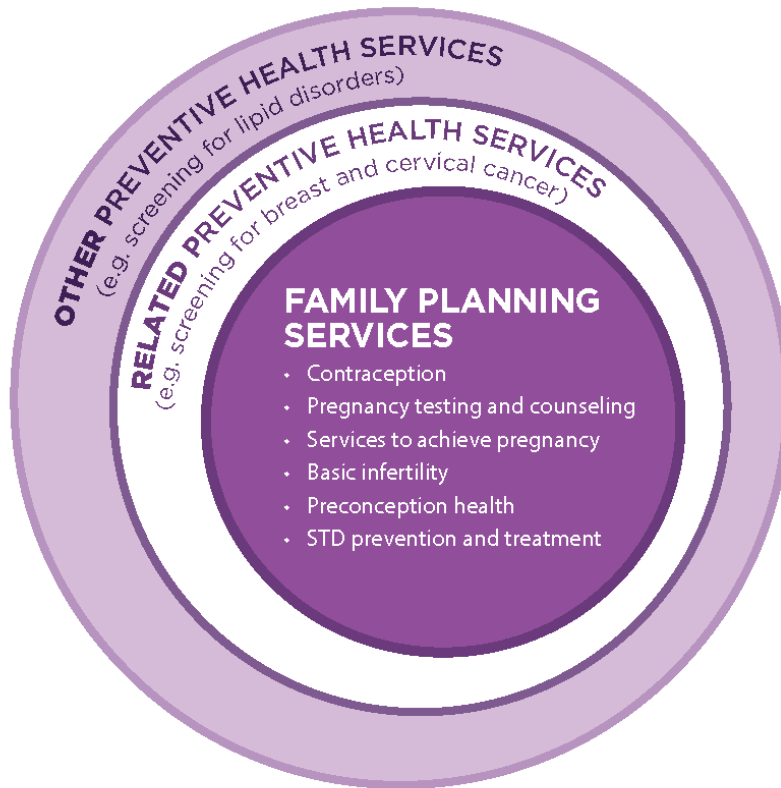 OTHER PREVENTIVE HEALTH SERVICES
(e.g. screening for lipid disorders)
RELATED PREVENTIVE HEALTH SERVICES
(e.g. screening for breast and cervical cancer)
FAMILY PLANNING
SERVICES
• Contraception
• Pregnancy testing and counseling
• Services to achieve pregnancy
• Basic infertility
• Preconception health
• STD prevention and treatment